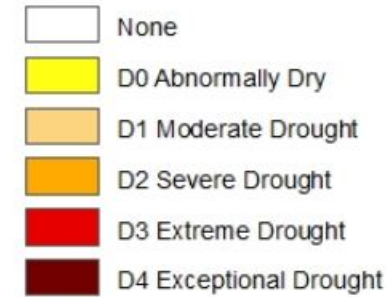 None
D0 Abnormally Dry
D1 Moderate Drought
D2 Severe Drought
D3 Extreme Drought
D4 Exceptional Drought